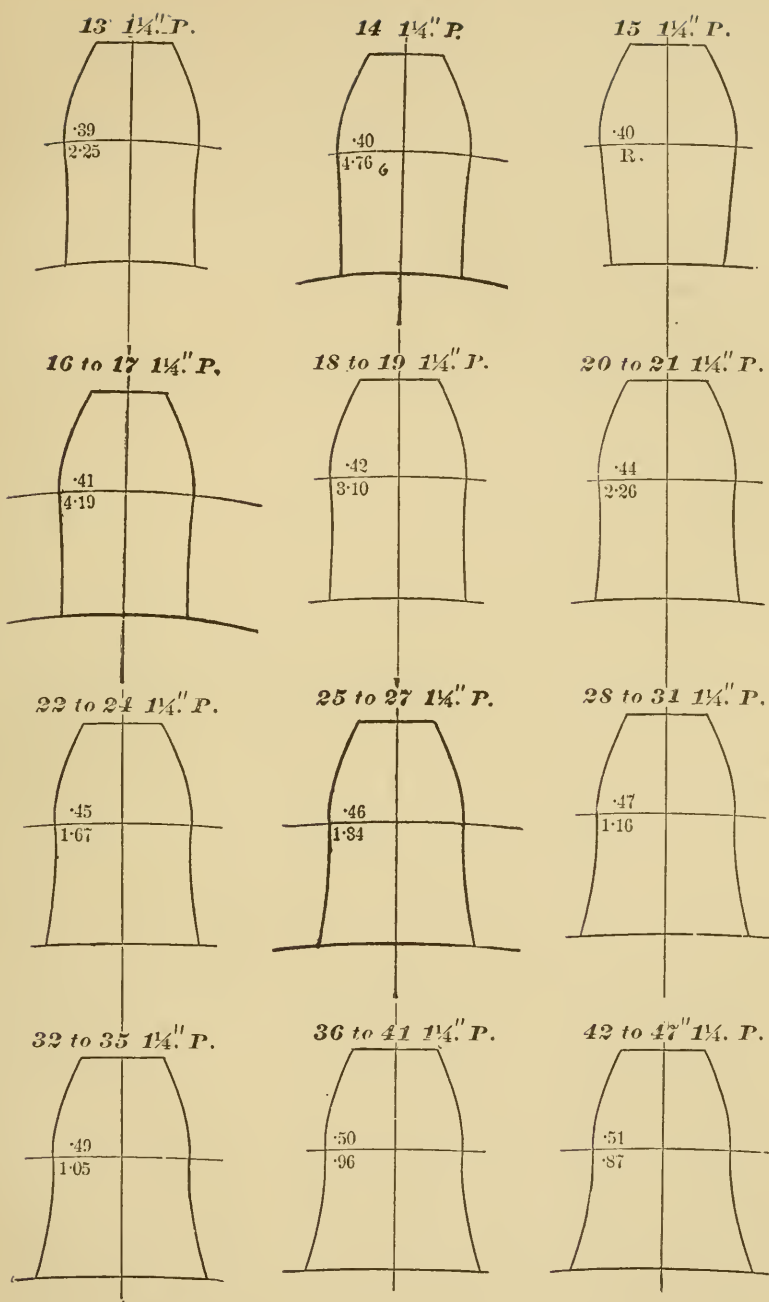 13 1¼." P.
·39
2·25
14 1¼." P.
·40
4·76 6
15 1¼." P.
·40
R.
16 to 17 1¼." P.
·41
4·19
18 to 19 1¼." P.
·42
3·10
20 to 21 1¼." P.
·44
2·26
22 to 24 1¼." P.
·45
1·67
25 to 27 1¼." P.
·46
1·34
28 to 31 1¼." P.
·47
1·16
32 to 35 1¼." P.
·49
1·05
36 to 41 1¼." P.
·50
·96
42 to 47" 1¼. P.
·51
·87